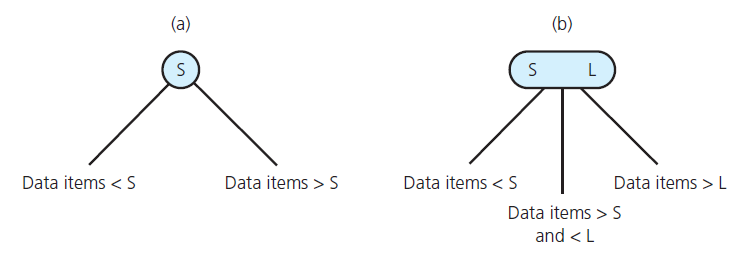 (a)
S
Data items < S
Data items > S
(b)
S L
Data items < S
Data items > S
and < L
Data items > L